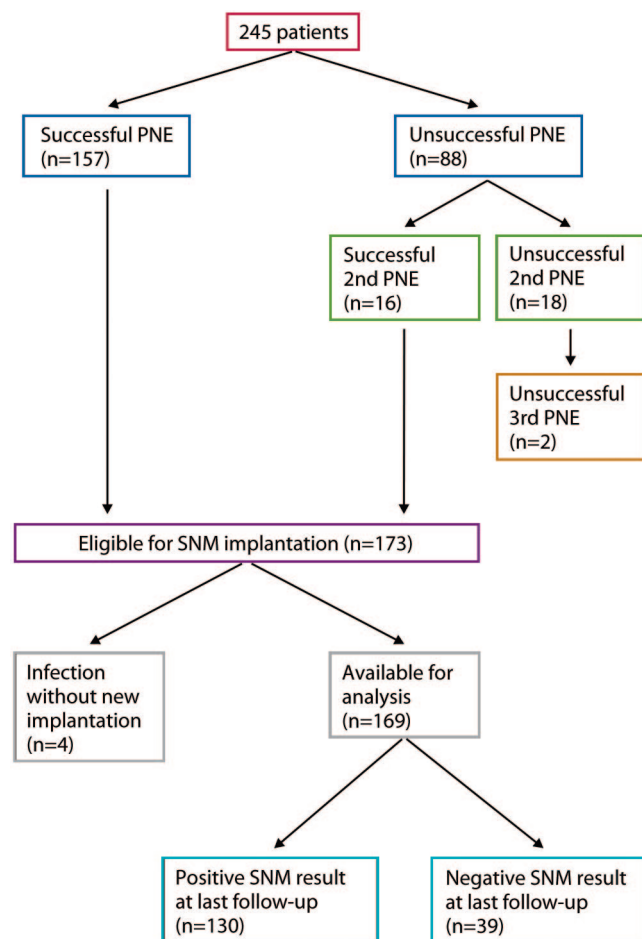 245 patients
Successful PNE
(n=157)
Unsuccessful PNE
(n=88)
Successful
2nd PNE
(n=16)
Unsuccessful
2nd PNE
(n=18)
Unsuccessful
3rd PNE
(n=2)
Eligible for SNM implantation (n=173)
Infection
without new
implantation
(n=4)
Available for
analysis
(n=169)
Positive SNM result
at last follow-up
(n=130)
Negative SNM result
at last follow-up
(n=39)